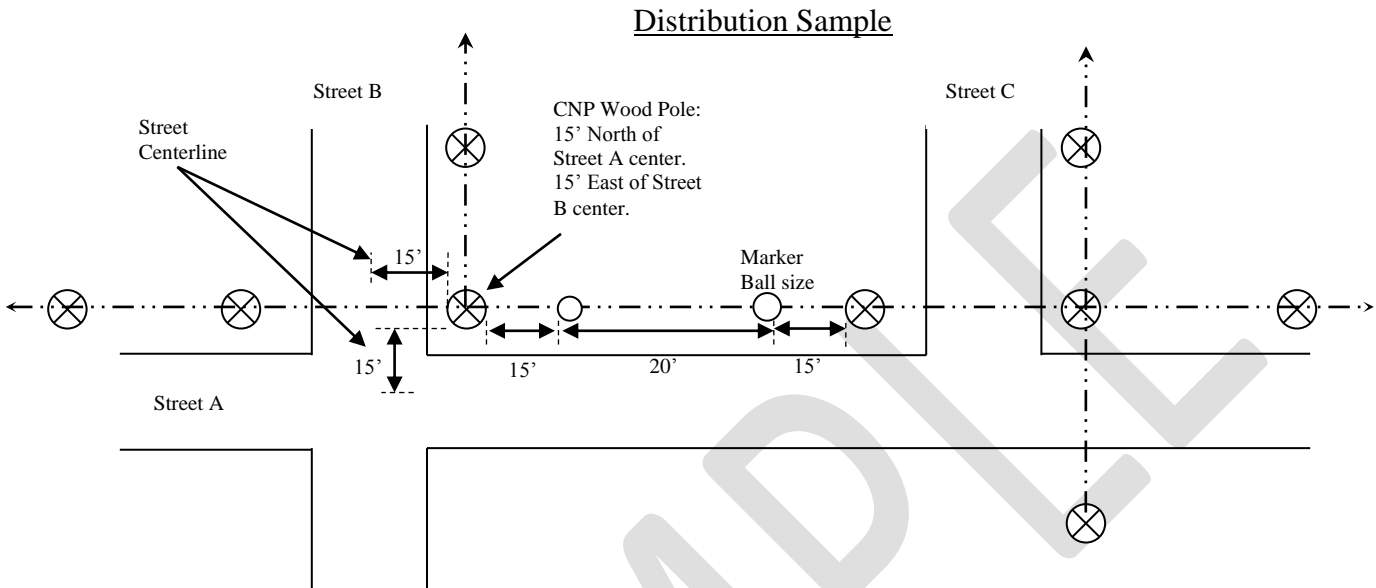 Distribution Sample
Street B
Street C
CNP Wood Pole:
15’ North of
Street A center.
15’ East of Street
B center.
Street
Centerline
15’
Marker
Ball size
15’
15’
20’
15’
Street A
SAMPLE